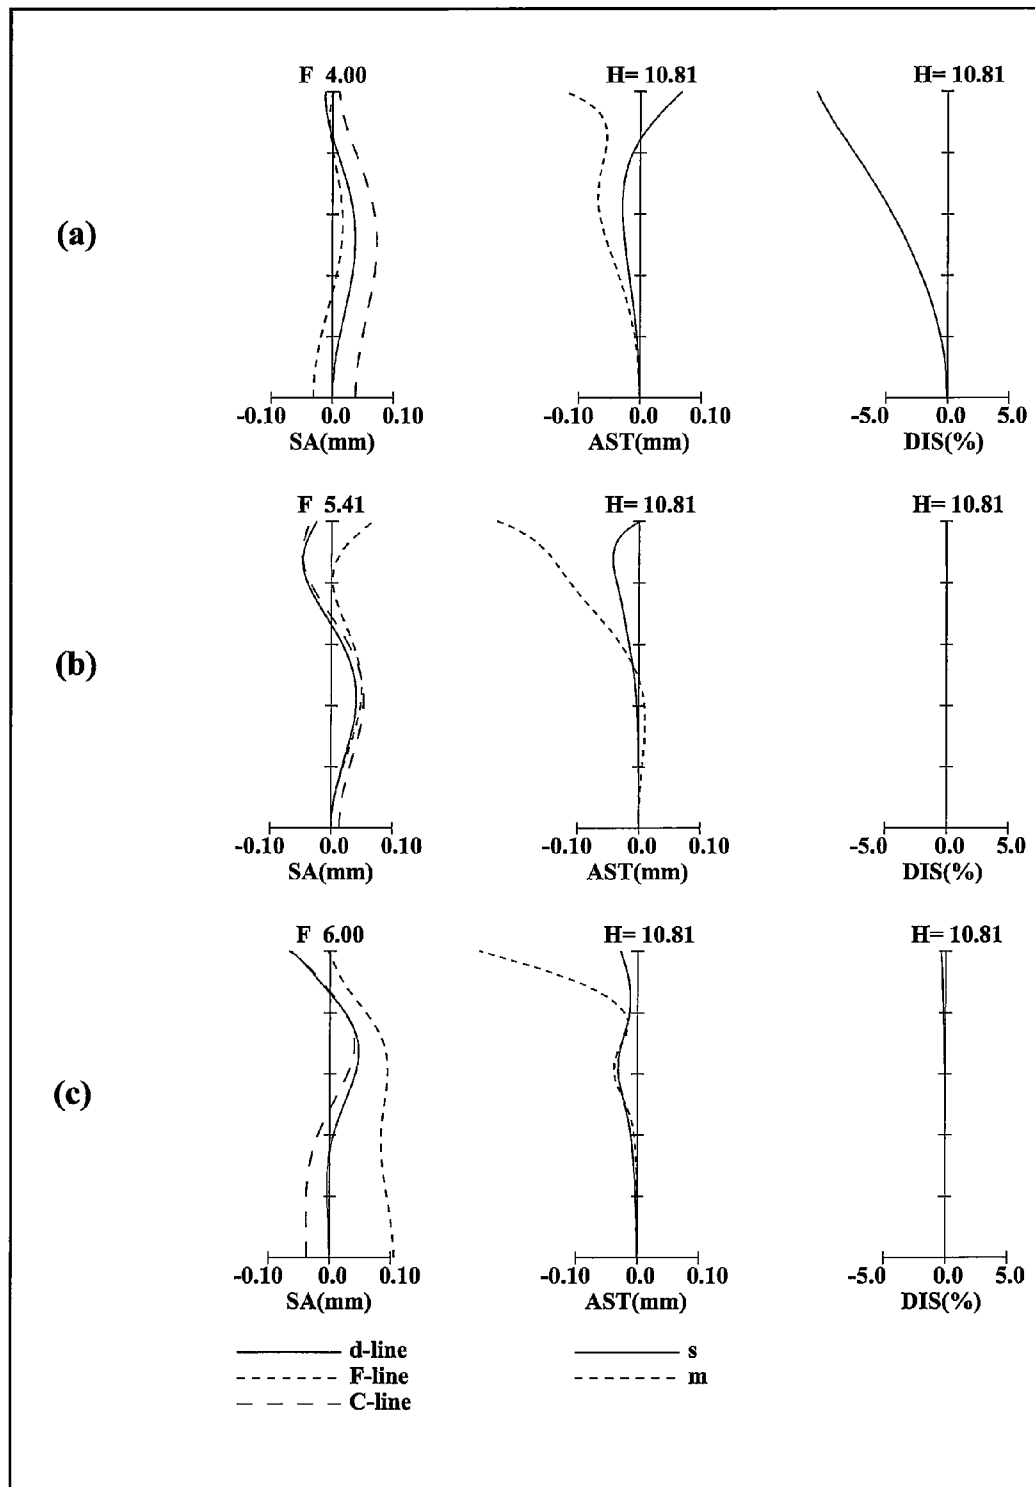 F 4.00 H= 10.81 H= 10.81
(a)
-0.10 0.0 0.10 -0.10 0.0 0.10 -5.0 0.0 5.0
SA(mm) AST(mm) DIS(%)
F 5.41 H= 10.81 H= 10.81
(b)
-0.10 0.0 0.10 -0.10 0.0 0.10 -5.0 0.0 5.0
SA(mm) AST(mm) DIS(%)
F 6.00 H= 10.81 H= 10.81
(c)
-0.10 0.0 0.10 -0.10 0.0 0.10 -5.0 0.0 5.0
SA(mm) AST(mm) DIS(%)
d-line s
F-line m
C-line